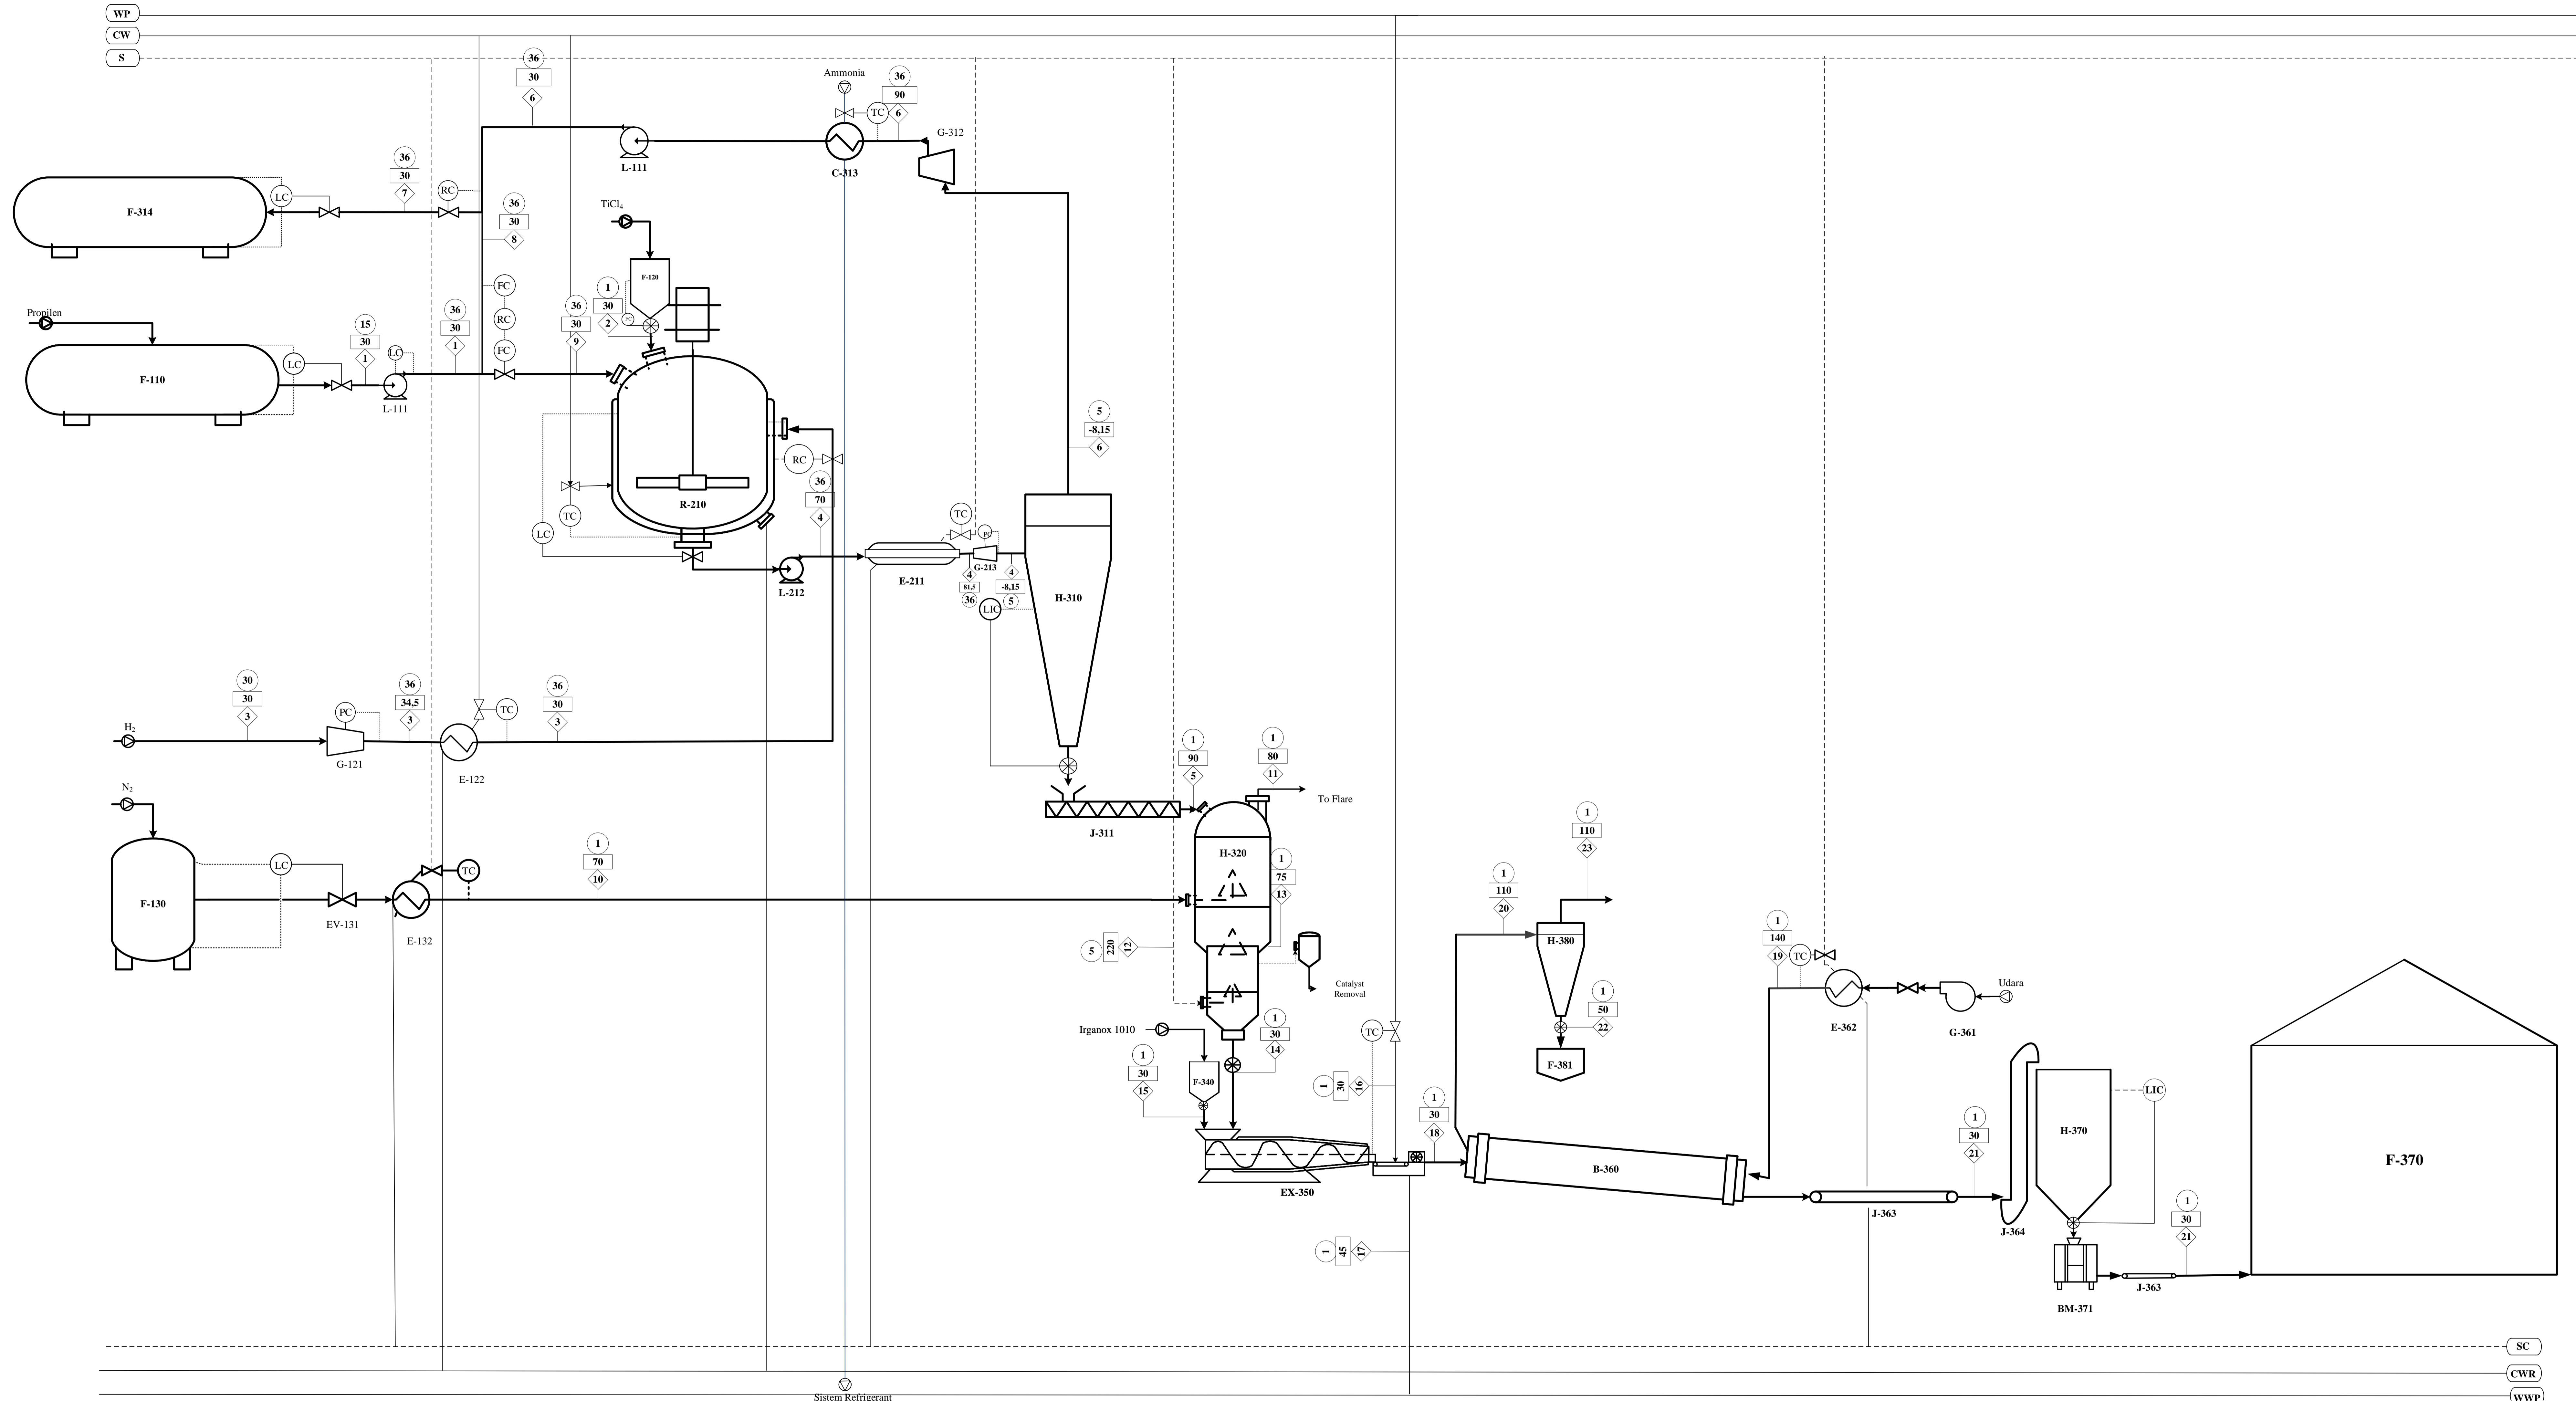 WP
CW
S
36
30
6
Ammonia
TC
36
90
6
G-312
L-111
C-313
36
30
7
RC
LC
F-314
36
30
8
TiCl4
F-120
FC
1
30
2
Propilen
F-110
LC
15
30
1
LC
L-111
36
30
1
FC
RC
FC
36
30
9
R-210
RC
LC
TC
36
70
4
L-212
E-211
TC
PC
G-213
4
81,5
36
4
-8,15
5
LIC
5
-8,15
6
H-310
H2
30
30
3
PC
G-121
36
34,5
3
E-122
TC
36
30
3
N2
F-130
LC
EV-131
E-132
TC
1
70
10
J-311
1
90
5
1
80
11
To Flare
H-320
1
75
13
5
220
12
Catalyst
Removal
Irganox 1010
1
30
15
F-340
1
30
14
EX-350
TC
1
30
16
1
45
17
1
30
18
1
110
20
1
110
23
H-380
1
50
22
F-381
B-360
1
140
19
TC
E-362
G-361
Udara
J-363
1
30
21
J-364
H-370
LIC
BM-371
J-363
1
30
21
F-370
SC
CWR
WWP
Sistem Refrigerant